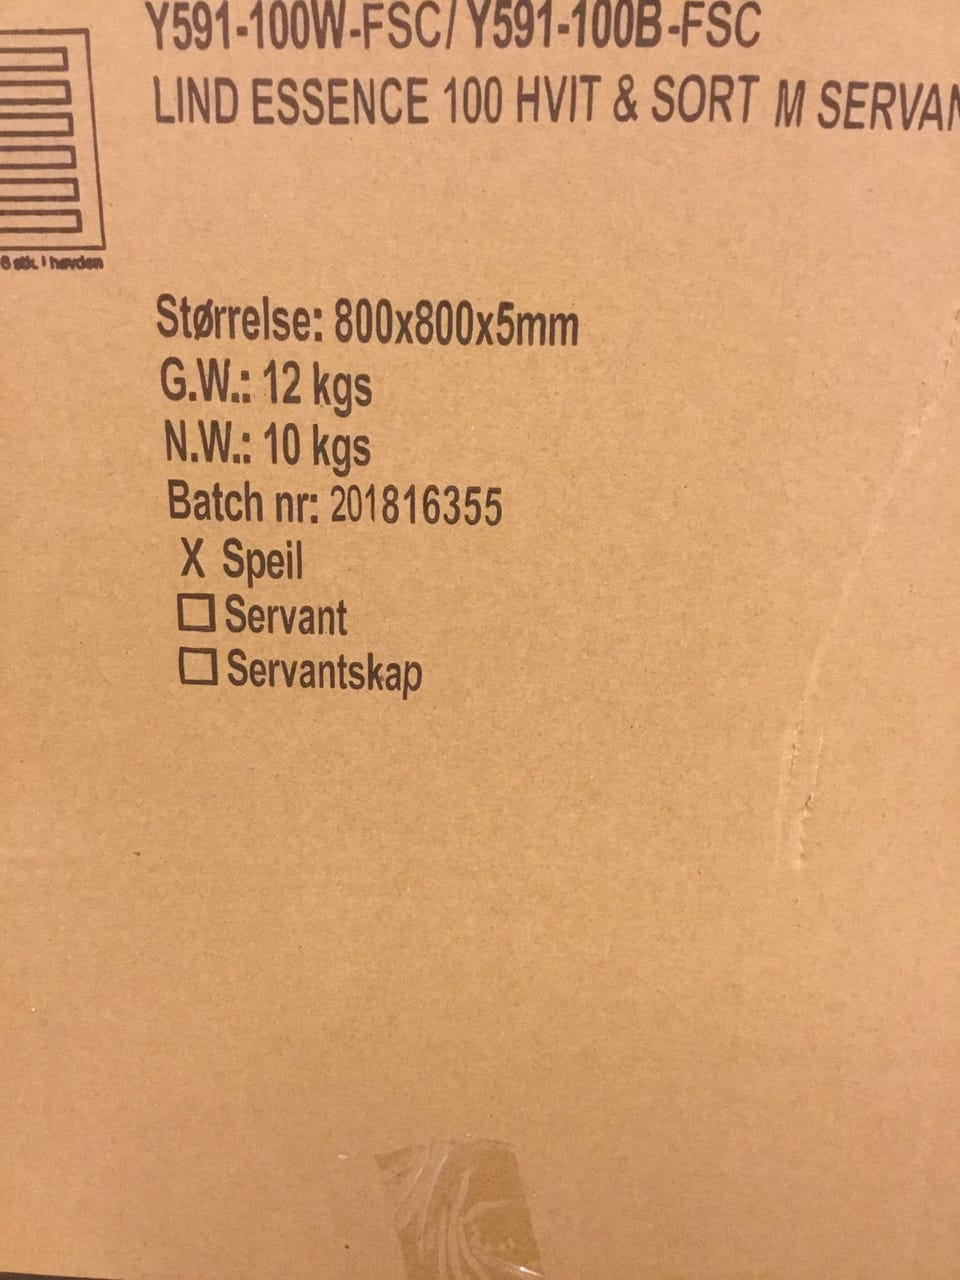 Y591-100W-FSC/ Y591-100B-FSC
LIND ESSENCE 100 HVIT & SORT M SERVAN
6 stk. i høyden
Størrelse: 800x800x5mm
G.W.: 12 kgs
N.W.: 10 kgs
Batch nr: 201816355
X Speil
Servant
Servantskap